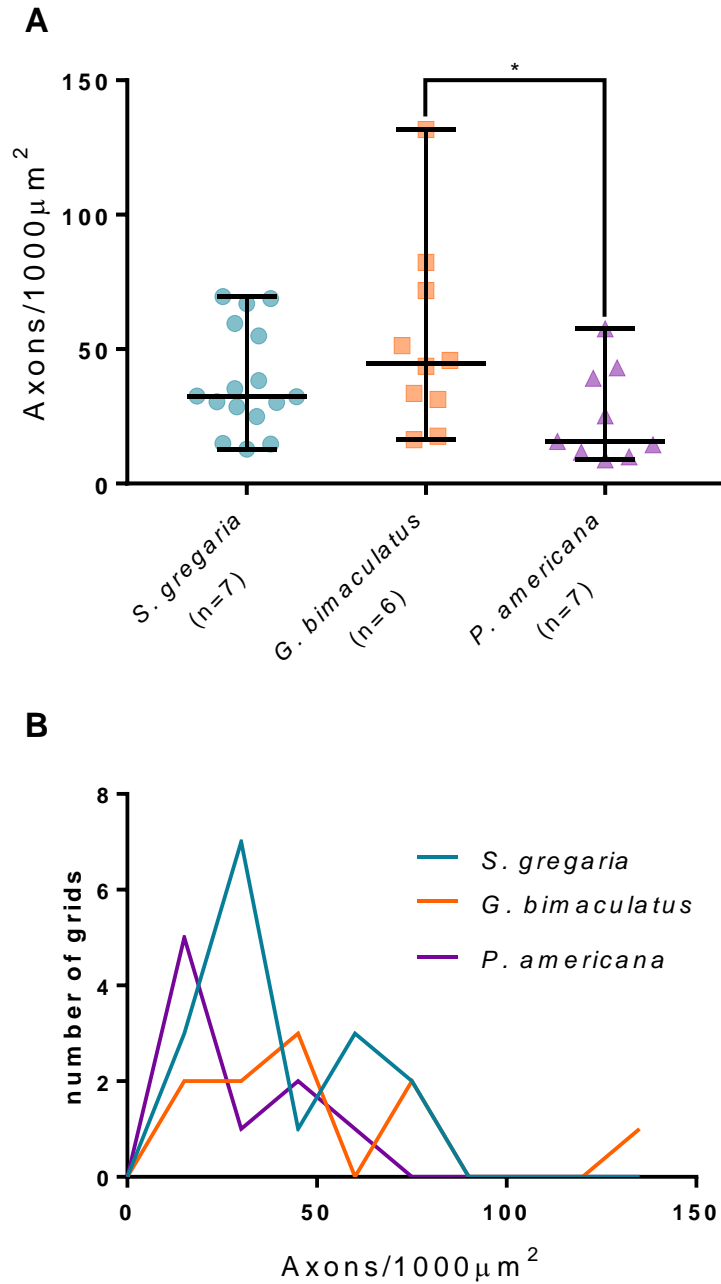 A
Axons/1000μm²
150
100
50
0
*
S. gregaria
(n=7)
G. bimaculatus
(n=6)
P. americana
(n=7)
B
number of grids
8
6
4
2
0
S. gregaria
G. bimaculatus
P. americana
0
50
100
150
Axons/1000μm²